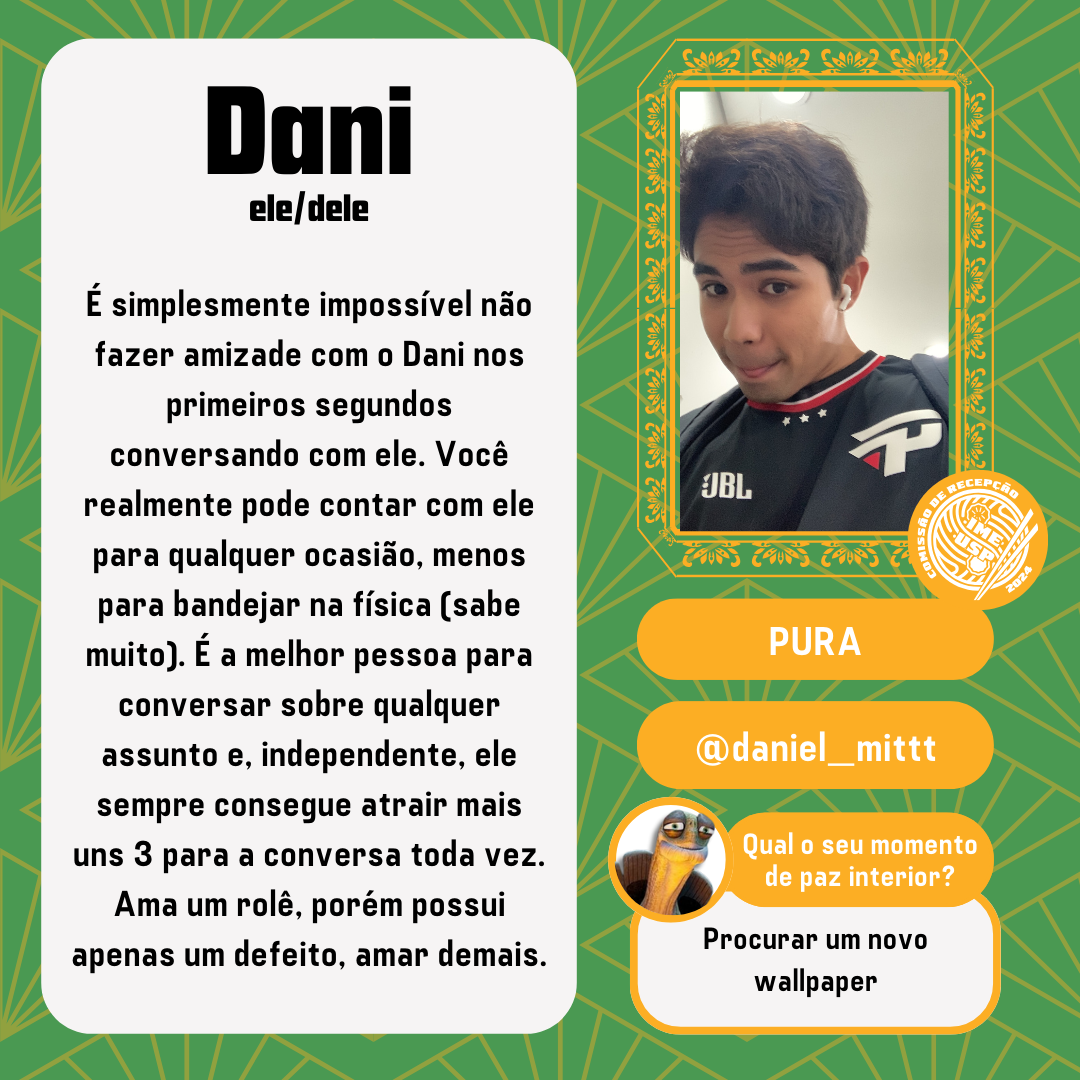 Dani
ele/dele
É simplesmente impossível não
fazer amizade com o Dani nos
primeiros segundos
conversando com ele. Você
realmente pode contar com ele
para qualquer ocasião, menos
para bandejar na física (sabe
muito). É a melhor pessoa para
conversar sobre qualquer
assunto e, independente, ele
sempre consegue atrair mais
uns 3 para a conversa toda vez.
Ama um rolê, porém possui
apenas um defeito, amar demais.
JBL
COMISSÃO DE RECEPÇÃO
IME
USP
2024
PURA
@daniel_mittt
Qual o seu momento
de paz interior?
Procurar um novo
wallpaper